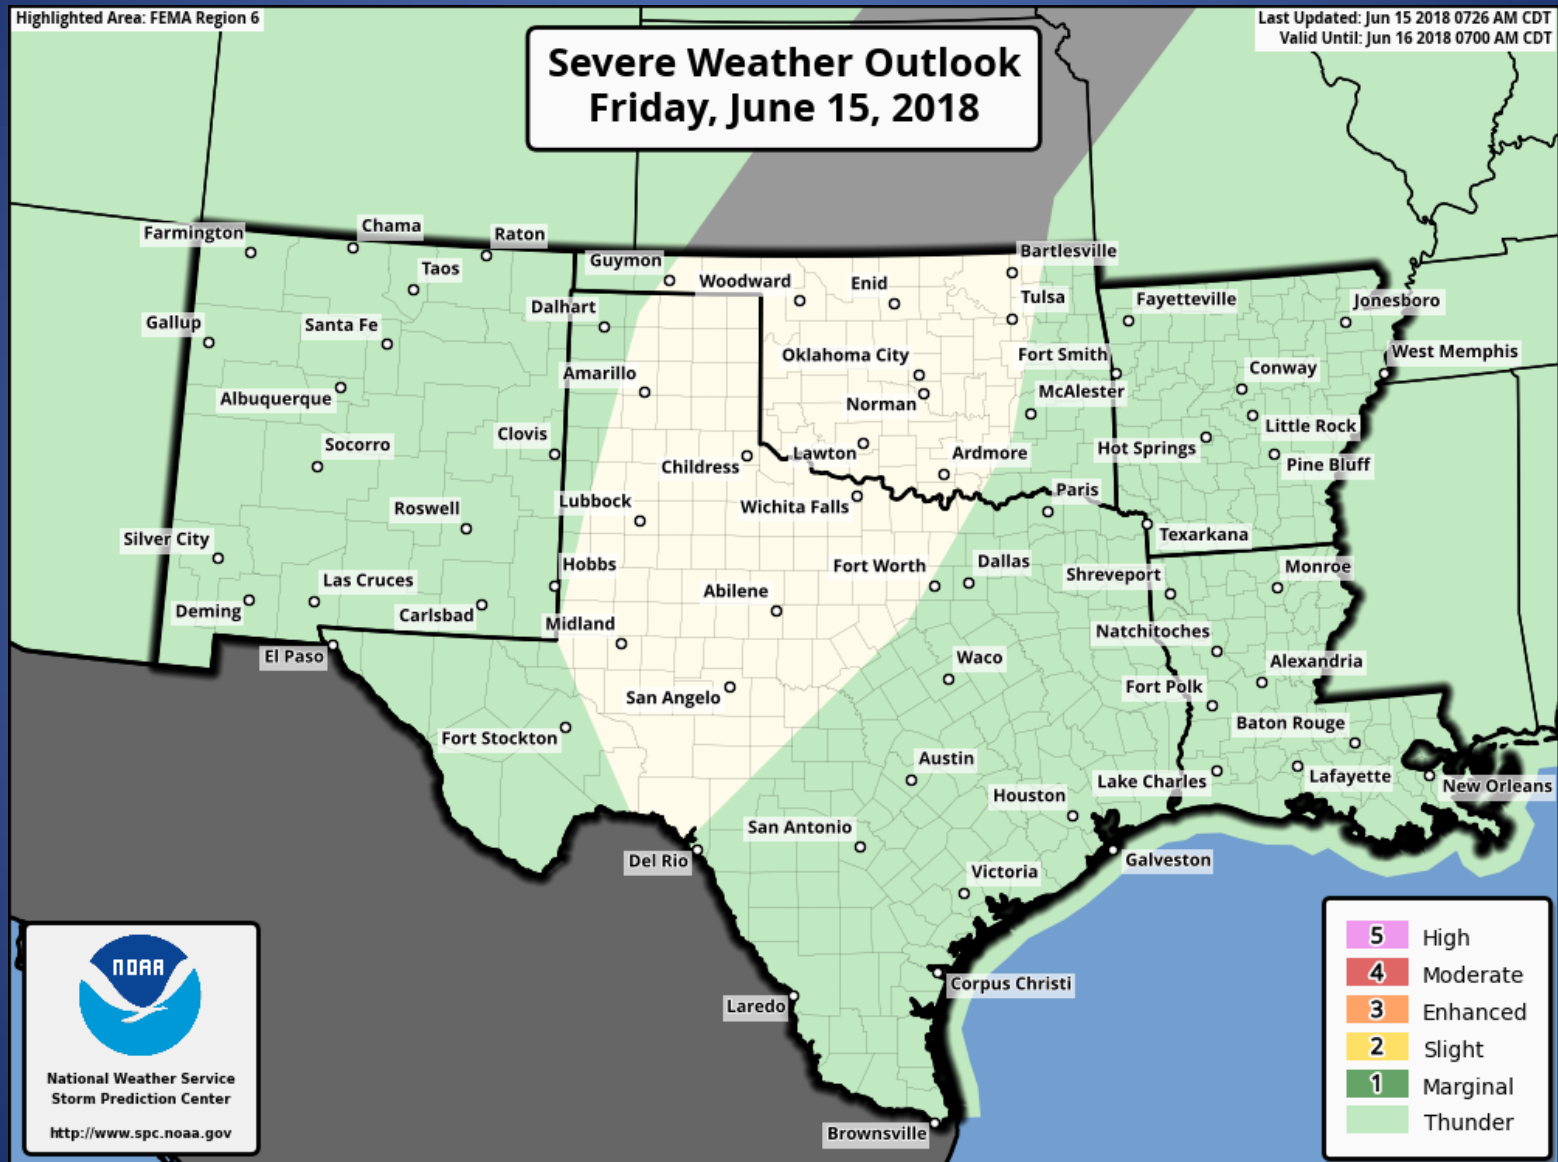 Highlighted Area: FEMA Region 6
Last Updated: Jun 15 2018 0726 AM CDT
Valid Until: Jun 16 2018 0700 AM CDT
Severe Weather Outlook
Friday, June 15, 2018
Farmington
Chama
Raton
Taos
Guymon
Woodward
Enid
Bartlesville
Tulsa
Gallup
Santa Fe
Dalhart
Fayetteville
Jonesboro
Oklahoma City
Fort Smith
West Memphis
Albuquerque
Amarillo
Norman
McAlester
Conway
Little Rock
Socorro
Clovis
Childress
Lawton
Ardmore
Hot Springs
Pine Bluff
Roswell
Lubbock
Wichita Falls
Paris
Texarkana
Silver City
Las Cruces
Hobbs
Fort Worth
Dallas
Shreveport
Monroe
Deming
Carlsbad
Midland
Abilene
Natchitoches
El Paso
San Angelo
Waco
Alexandria
Fort Polk
Fort Stockton
Baton Rouge
Austin
Lake Charles
Lafayette
New Orleans
Houston
San Antonio
Del Rio
Galveston
Victoria
Corpus Christi
Laredo
Brownsville
NOAA
National Weather Service
Storm Prediction Center
http://www.spc.noaa.gov
5 High
4 Moderate
3 Enhanced
2 Slight
1 Marginal
Thunder